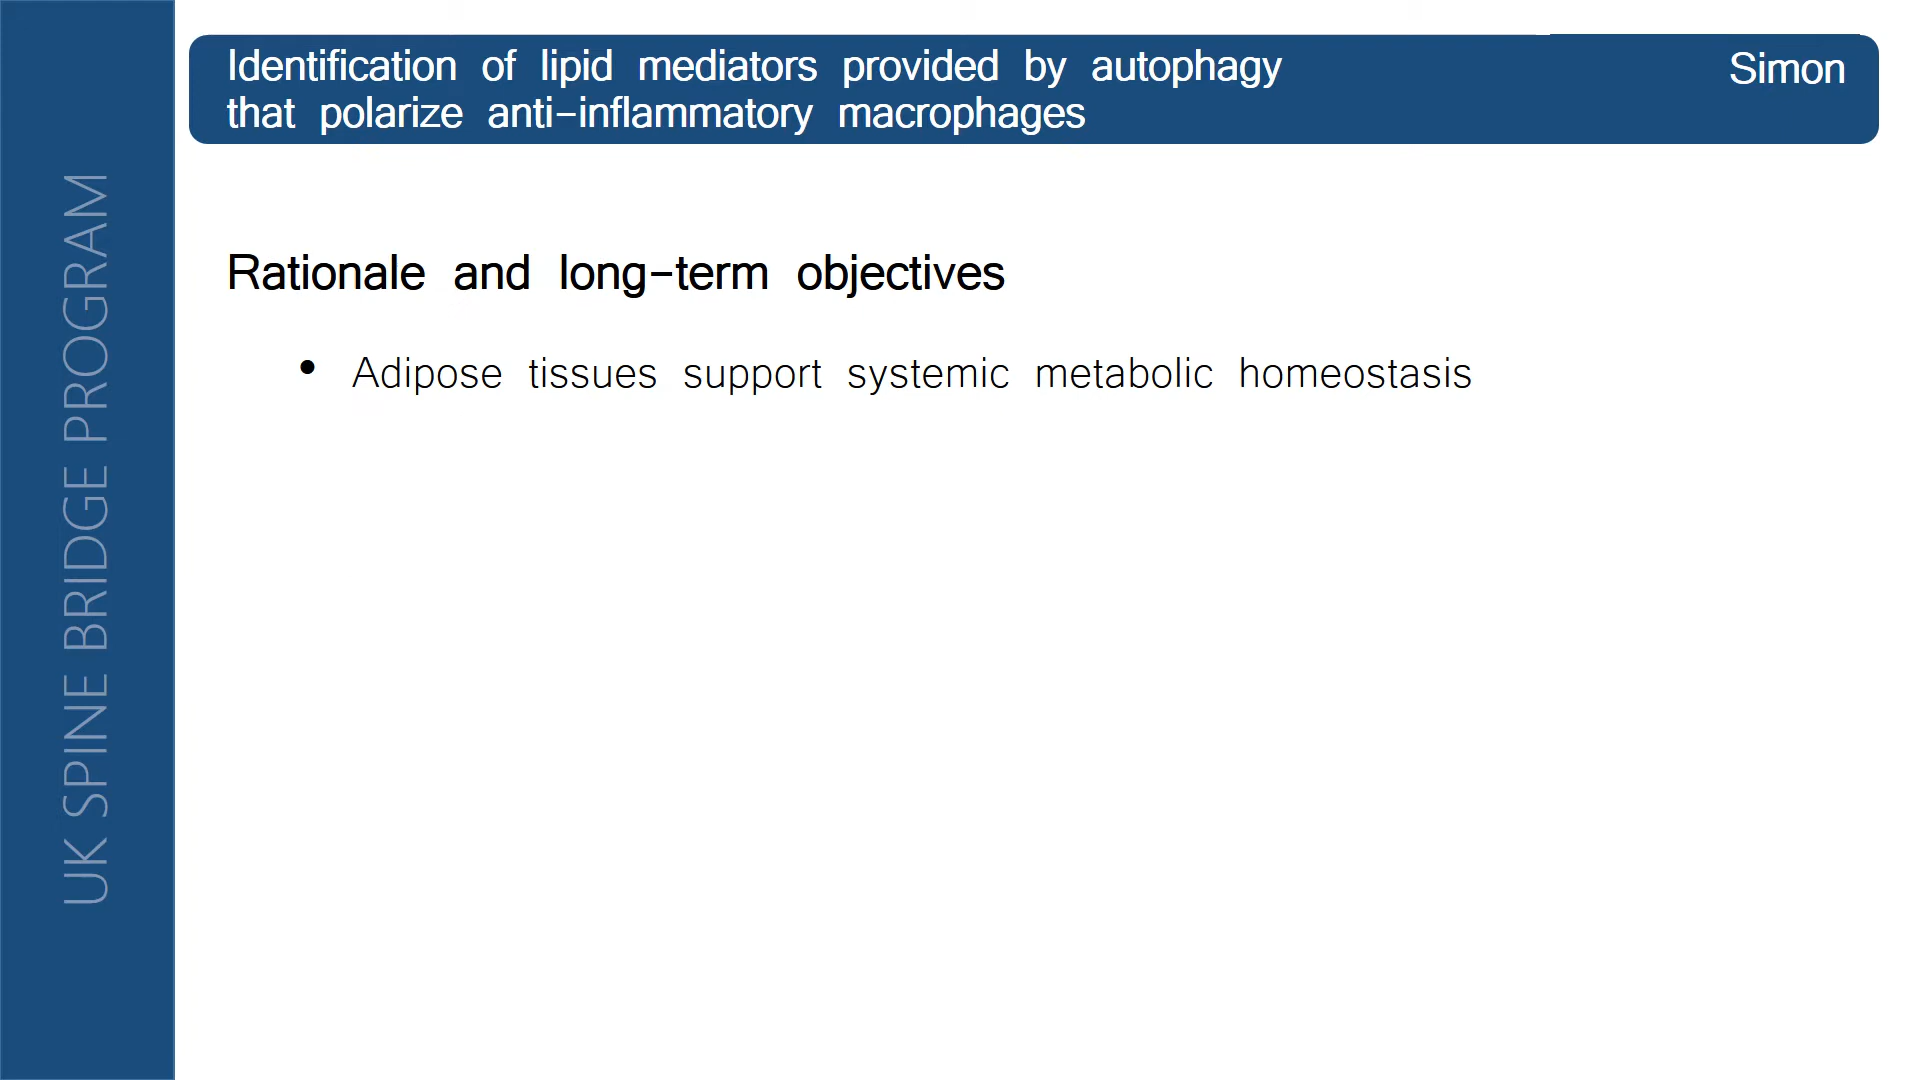 UK SPINE BRIDGE PROGRAM
Identification of lipid mediators provided by autophagy
that polarize anti-inflammatory macrophages
Simon
Rationale and long-term objectives
• Adipose tissues support systemic metabolic homeostasis